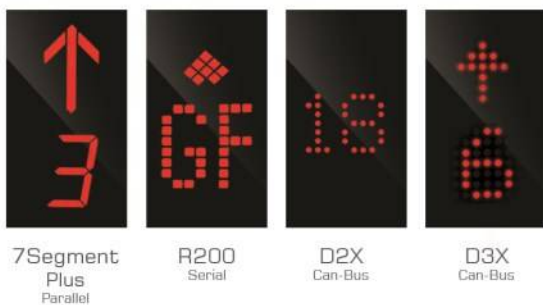 3
GF
18
6
7Segment
Plus
Parallel
R200
Serial
D2X
Can-Bus
D3X
Can-Bus